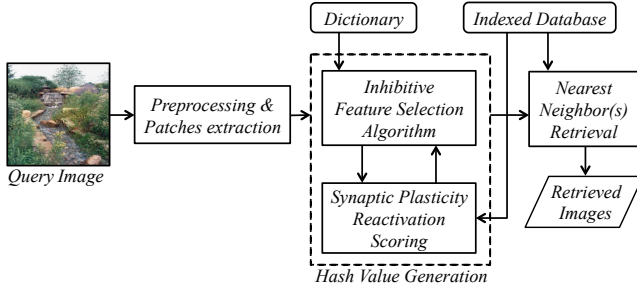 Dictionary
Indexed Database
Query Image
Preprocessing &
Patches extraction
Inhibitive
Feature Selection
Algorithm
Synaptic Plasticity
Reactivation
Scoring
Hash Value Generation
Nearest
Neighbor(s)
Retrieval
Retrieved
Images